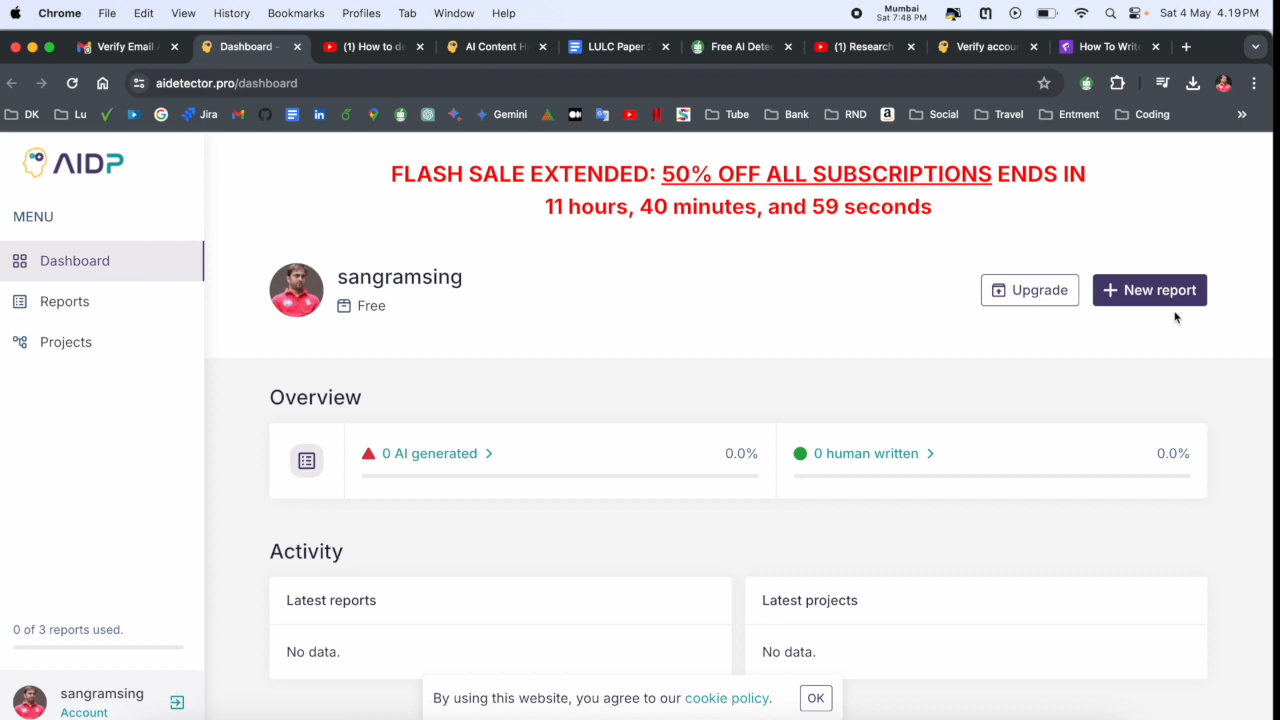 Chrome File Edit View History Bookmarks Profiles Tab Window Help Mumbai Sat 7:48 PM Sat 4 May 4.19 PM
Verify Email Dashboard - (1) How to de AI Content H LULC Paper Free AI Dete (1) Research Verify accou How To Write
aidetector.pro/dashboard
DK Lu Jira Gemini Tube Bank RND Social Travel Entment Coding »
AIDP
FLASH SALE EXTENDED: 50% OFF ALL SUBSCRIPTIONS ENDS IN
11 hours, 40 minutes, and 59 seconds
MENU
Dashboard
Reports
Projects
sangramsing
Free
Upgrade
+ New report
Overview
0 AI generated > 0.0%
0 human written > 0.0%
Activity
Latest reports
No data.
Latest projects
No data.
0 of 3 reports used.
sangramsing
Account
By using this website, you agree to our cookie policy. OK